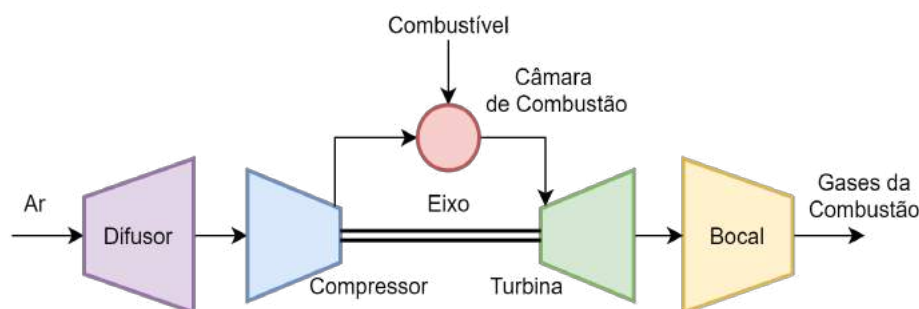 Combustível
Câmara
de Combustão
Ar
Difusor
Eixo
Compressor
Turbina
Bocal
Gases da
Combustão